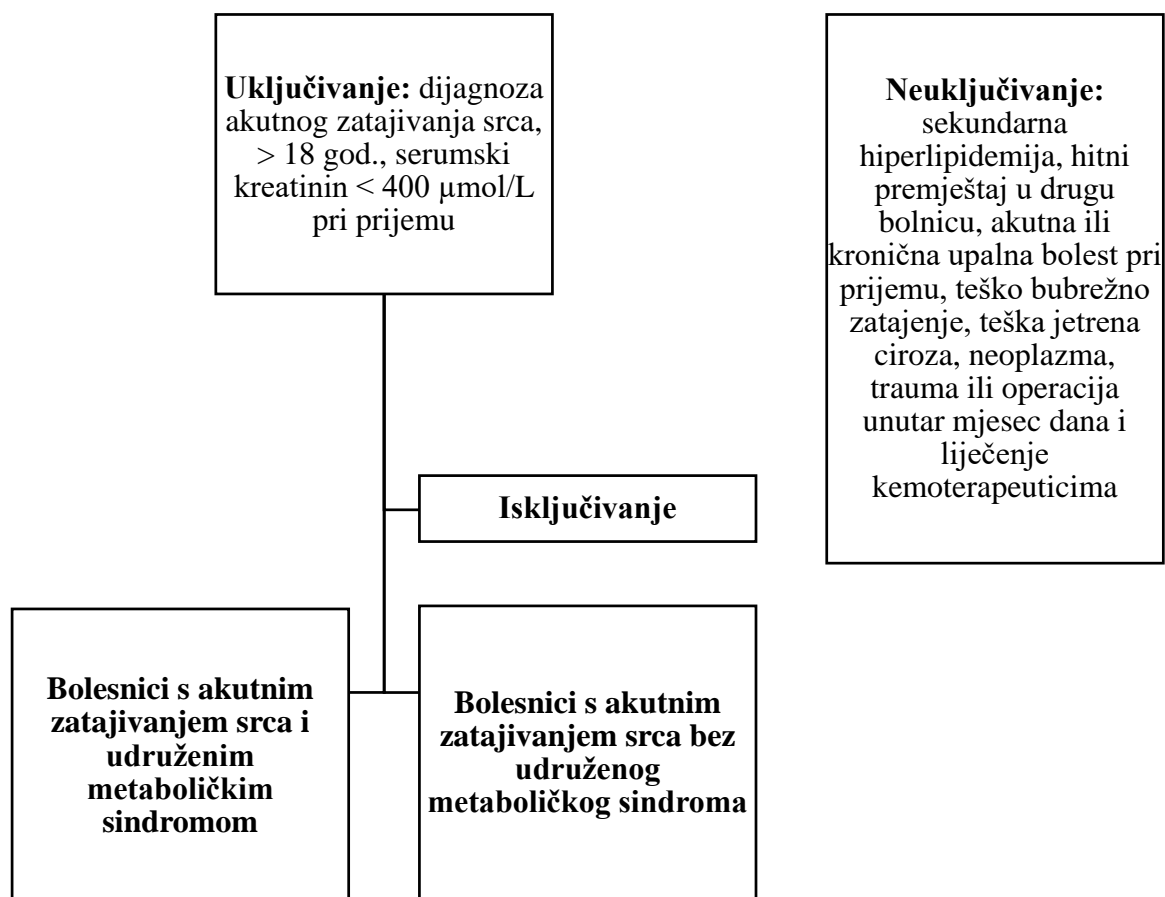 Uključivanje: dijagnoza
akutnog zatajivanja srca,
> 18 god., serumski
kreatinin < 400 µmol/L
pri prijemu
Neuključivanje:
sekundarna
hiperlipidemija, hitni
premještaj u drugu
bolnicu, akutna ili
kronična upalna bolest pri
prijemu, teško bubrežno
zatajenje, teška jetrena
ciroza, neoplazma,
trauma ili operacija
unutar mjesec dana i
liječenje
kemoterapeuticima
Isključivanje
Bolesnici s akutnim
zatajivanjem srca i
udruženim
metaboličkim
sindromom
Bolesnici s akutnim
zatajivanjem srca bez
udruženog
metaboličkog sindroma